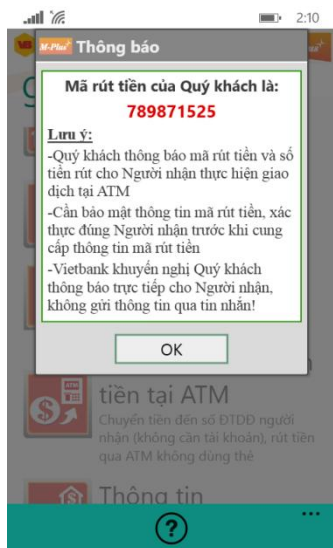 2:10
M-Plus Thông báo
Mã rút tiền của Quý khách là:
789871525
Lưu ý:
-Quý khách thông báo mã rút tiền và số
tiền rút cho Người nhận thực hiện giao
dịch tại ATM
-Cần bảo mật thông tin mã rút tiền, xác
thực đúng Người nhận trước khi cung
cấp thông tin mã rút tiền
-Vietbank khuyến nghị Quý khách
thông báo trực tiếp cho Người nhận,
không gửi thông tin qua tin nhắn!
OK
tiền tại ATM
Chuyển tiền đến số ĐTDĐ người
nhận (không cần tài khoản), rút tiền
qua ATM không dùng thẻ
Thông tin
?